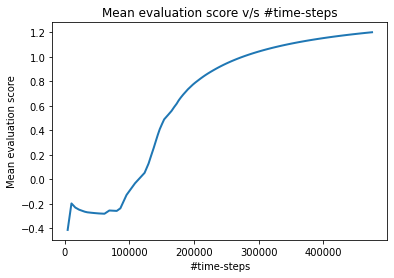 Mean evaluation score v/s #time-steps
Mean evaluation score
1.2
1.0
0.8
0.6
0.4
0.2
0.0
−0.2
−0.4
0 100000 200000 300000 400000
#time-steps